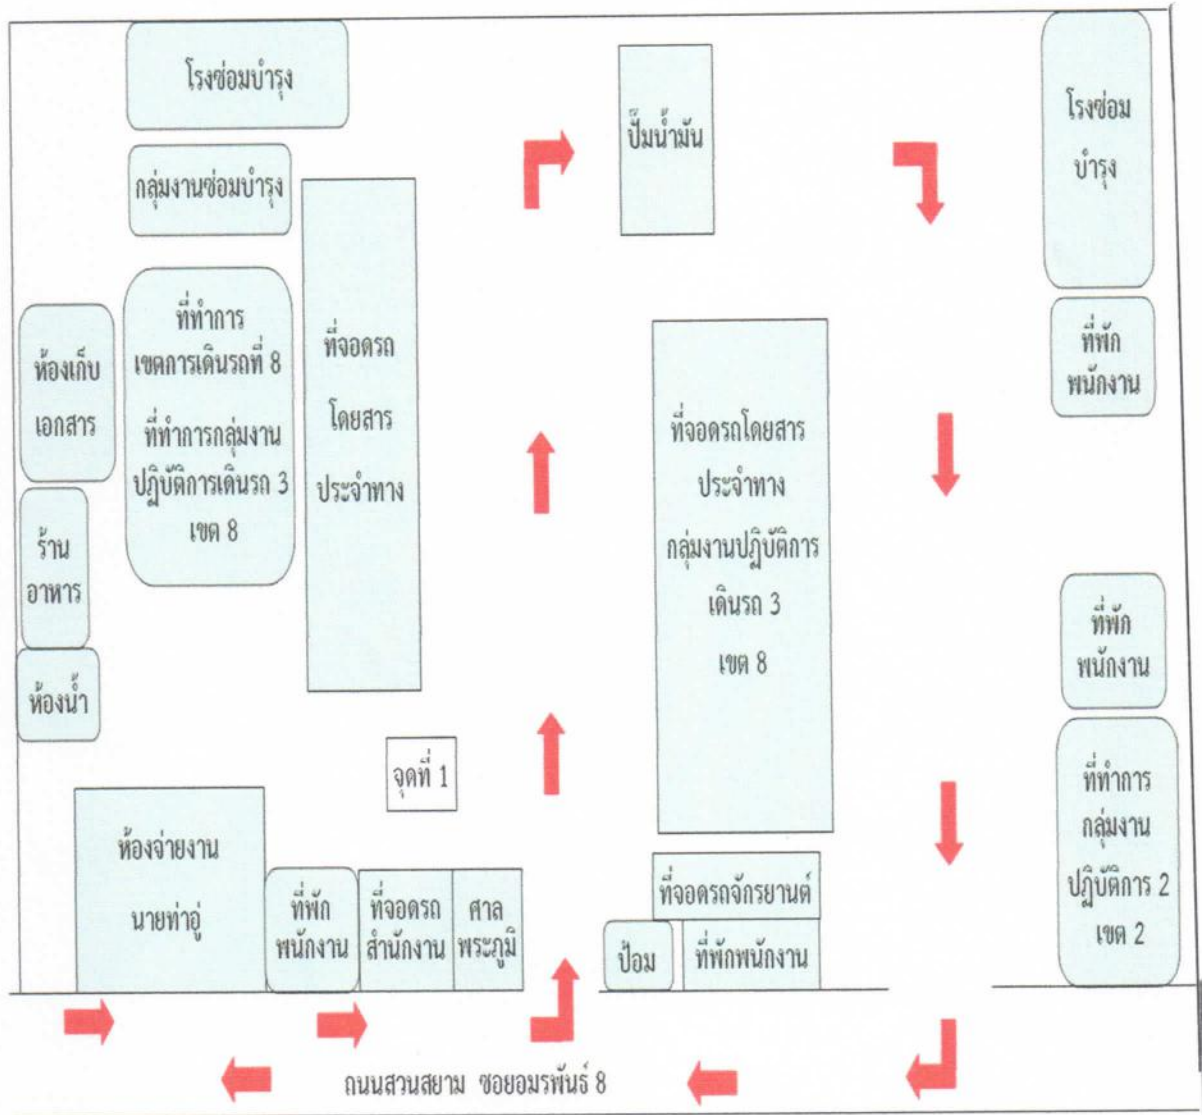 โรงซ่อมบำรุง
กลุ่มงานซ่อมบำรุง
ที่ทำการ
เขตการเดินรถที่ 8
ที่ทำการกลุ่มงาน
ปฏิบัติการเดินรถ 3
เขต 8
ห้องเก็บ
เอกสาร
ร้าน
อาหาร
ห้องน้ำ
ที่จอดรถ
โดยสาร
ประจำทาง
จุดที่ 1
ห้องจ่ายงาน
นายท่าอู่
ที่พัก
พนักงาน
ที่จอดรถ
สำนักงาน
ศาล
พระภูมิ
ปั๊มน้ำมัน
ที่จอดรถโดยสาร
ประจำทาง
กลุ่มงานปฏิบัติการ
เดินรถ 3
เขต 8
ที่จอดรถจักรยานต์
ป้อม
ที่พักพนักงาน
โรงซ่อม
บำรุง
ที่พัก
พนักงาน
ที่พัก
พนักงาน
ที่ทำการ
กลุ่มงาน
ปฏิบัติการ 2
เขต 2
ถนนสวนสยาม ซอยอมรพันธ์ 8